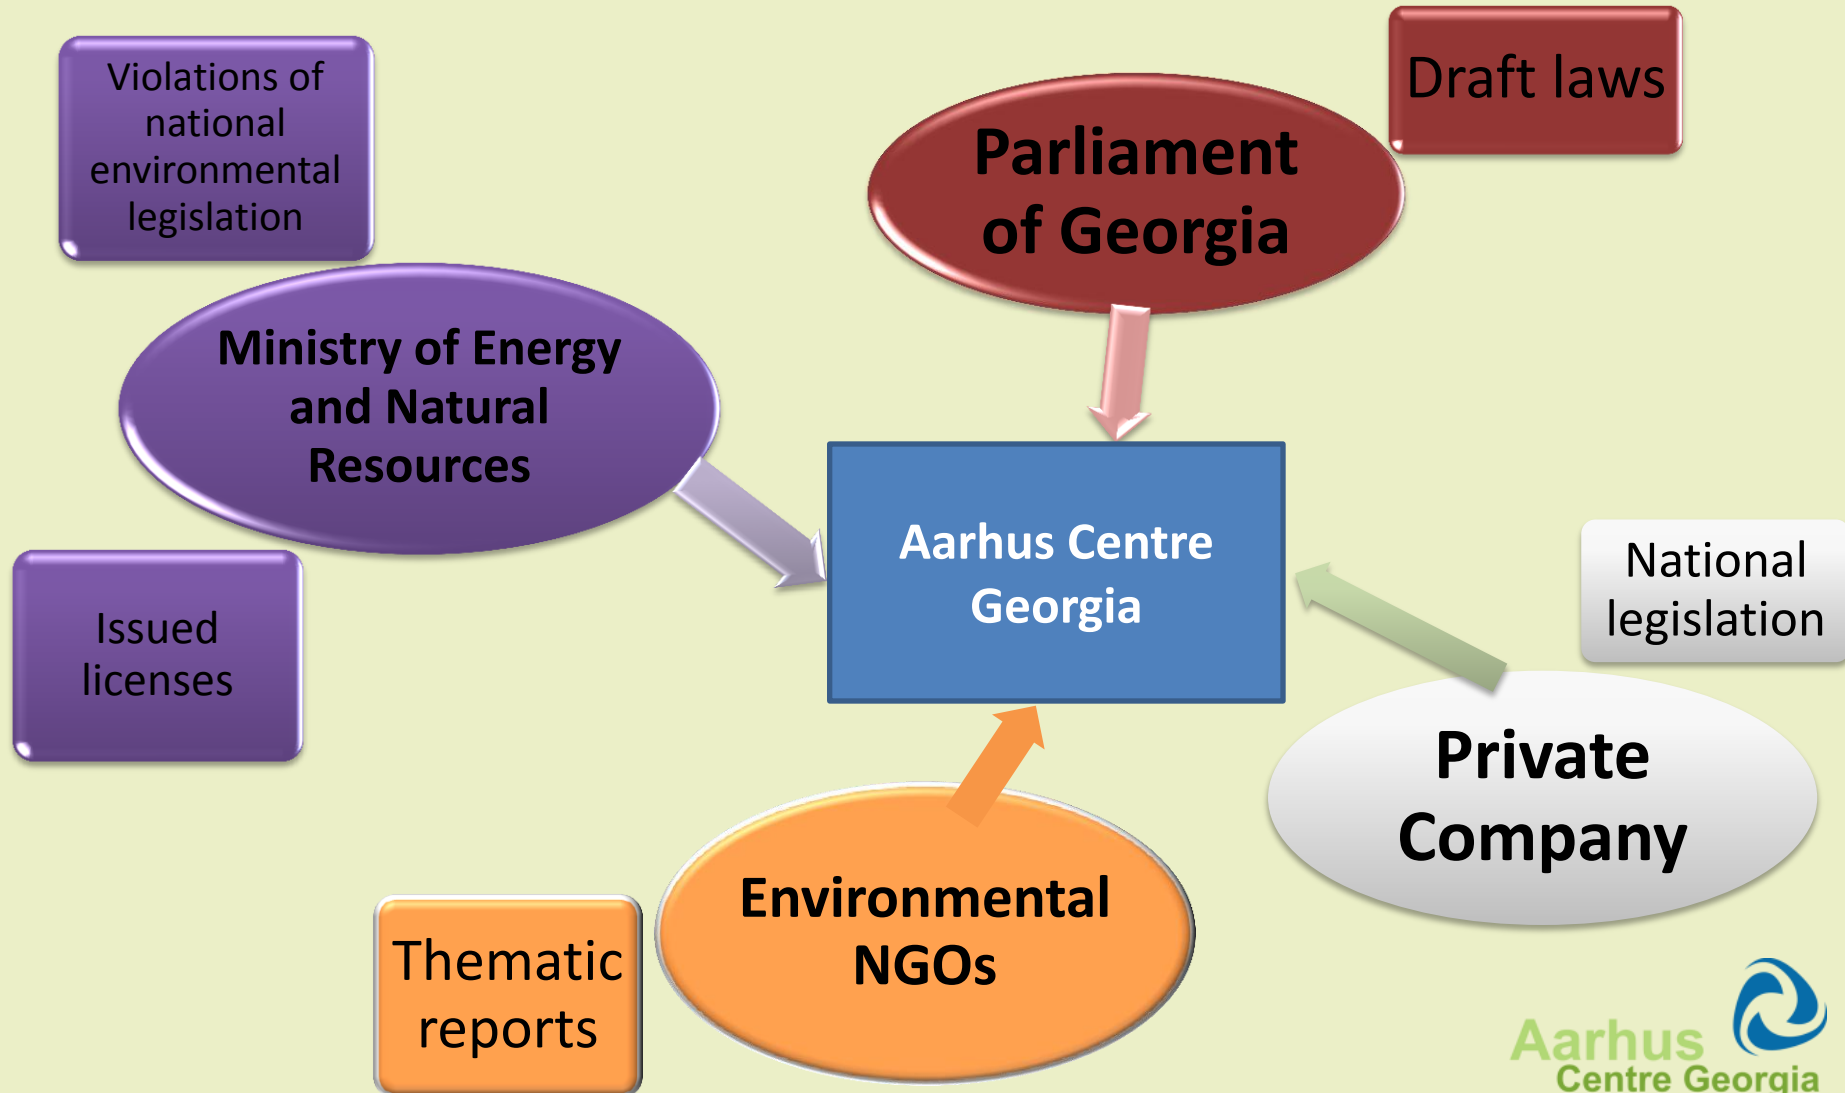 Violations of
national
environmental
legislation
Draft laws
Parliament
of Georgia
Ministry of Energy
and Natural
Resources
Aarhus Centre
Georgia
Issued
licenses
National
legislation
Private
Company
Environmental
NGOs
Thematic
reports
Aarhus
Centre Georgia